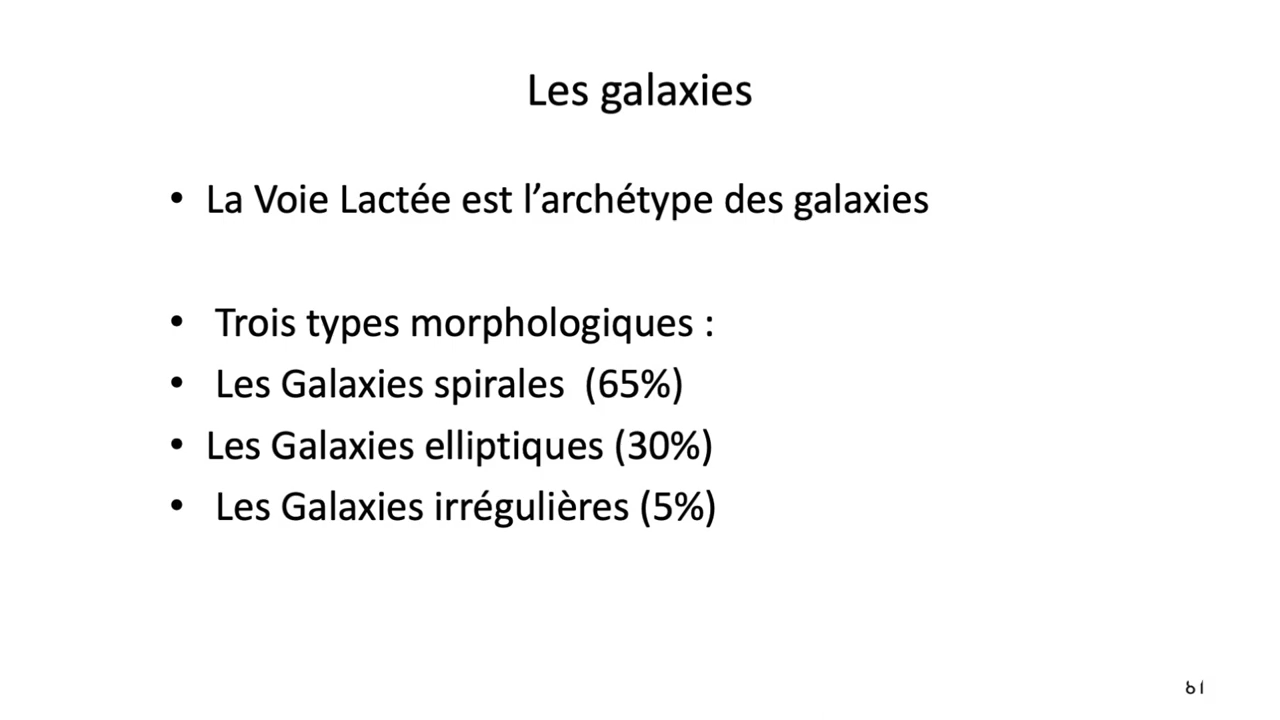 Les galaxies
• La Voie Lactée est l’archétype des galaxies
• Trois types morphologiques :
• Les Galaxies spirales (65%)
• Les Galaxies elliptiques (30%)
• Les Galaxies irrégulières (5%)